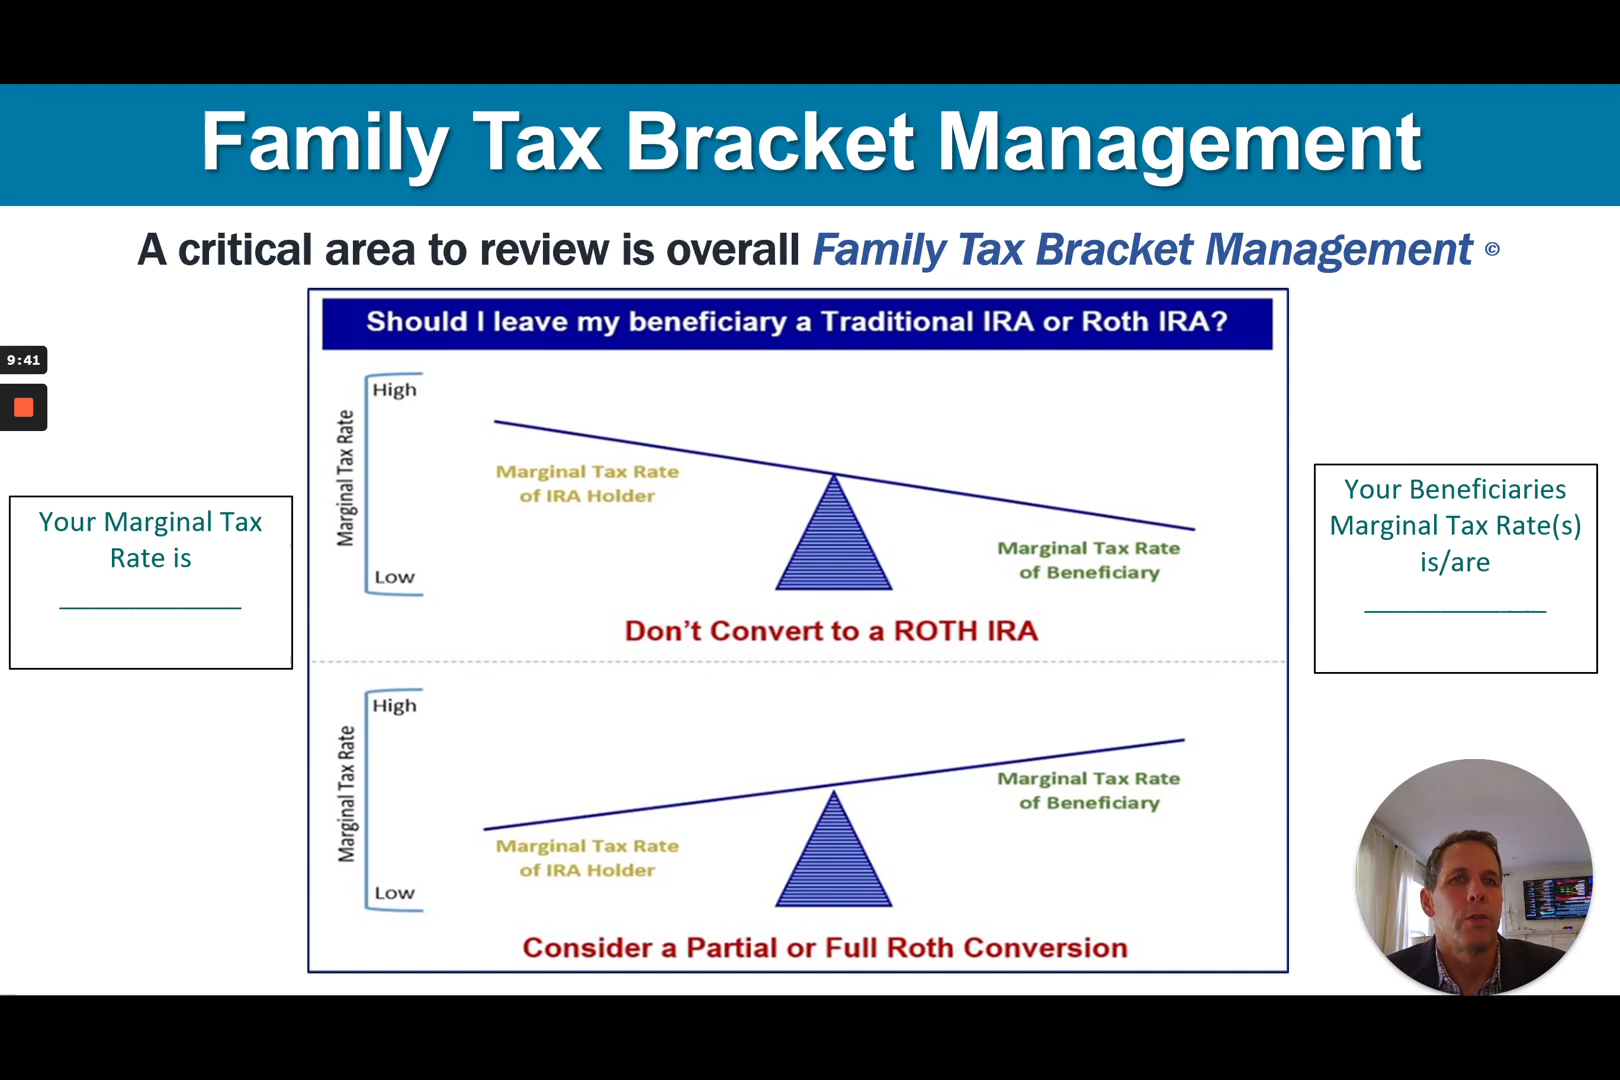 Family Tax Bracket Management
A critical area to review is overall Family Tax Bracket Management ©
Should I leave my beneficiary a Traditional IRA or Roth IRA?
9:41
High
Marginal Tax Rate
Low
Marginal Tax Rate
of IRA Holder
Marginal Tax Rate
of Beneficiary
Don't Convert to a ROTH IRA
Your Marginal Tax
Rate is
____________
Your Beneficiaries
Marginal Tax Rate(s)
is/are
____________
High
Marginal Tax Rate
Low
Marginal Tax Rate
of IRA Holder
Marginal Tax Rate
of Beneficiary
Consider a Partial or Full Roth Conversion